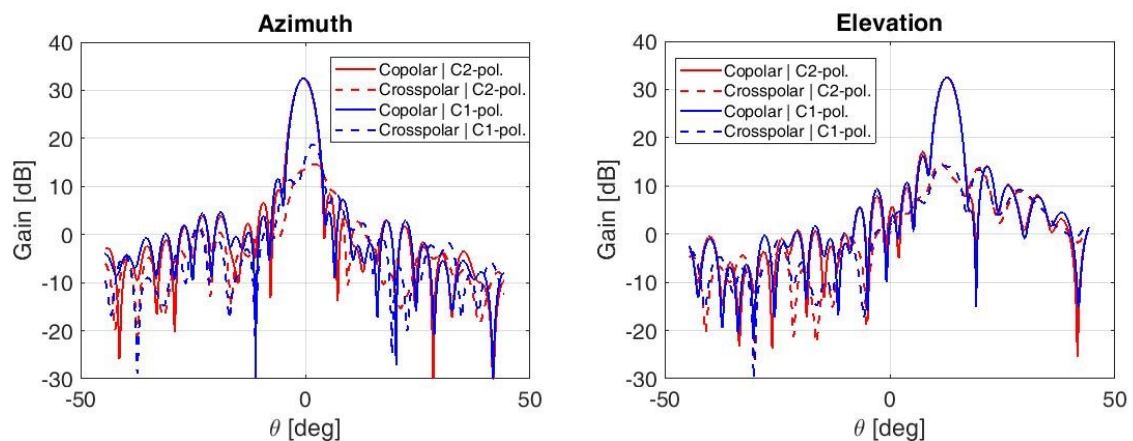 Azimuth
40
30
20
10
0
-10
-20
-30
Gain [dB]
Copolar | C2-pol.
Crosspolar | C2-pol.
Copolar | C1-pol.
Crosspolar | C1-pol.
-50
0
50
θ [deg]
Elevation
40
30
20
10
0
-10
-20
-30
Gain [dB]
Copolar | C2-pol.
Crosspolar | C2-pol.
Copolar | C1-pol.
Crosspolar | C1-pol.
-50
0
50
θ [deg]